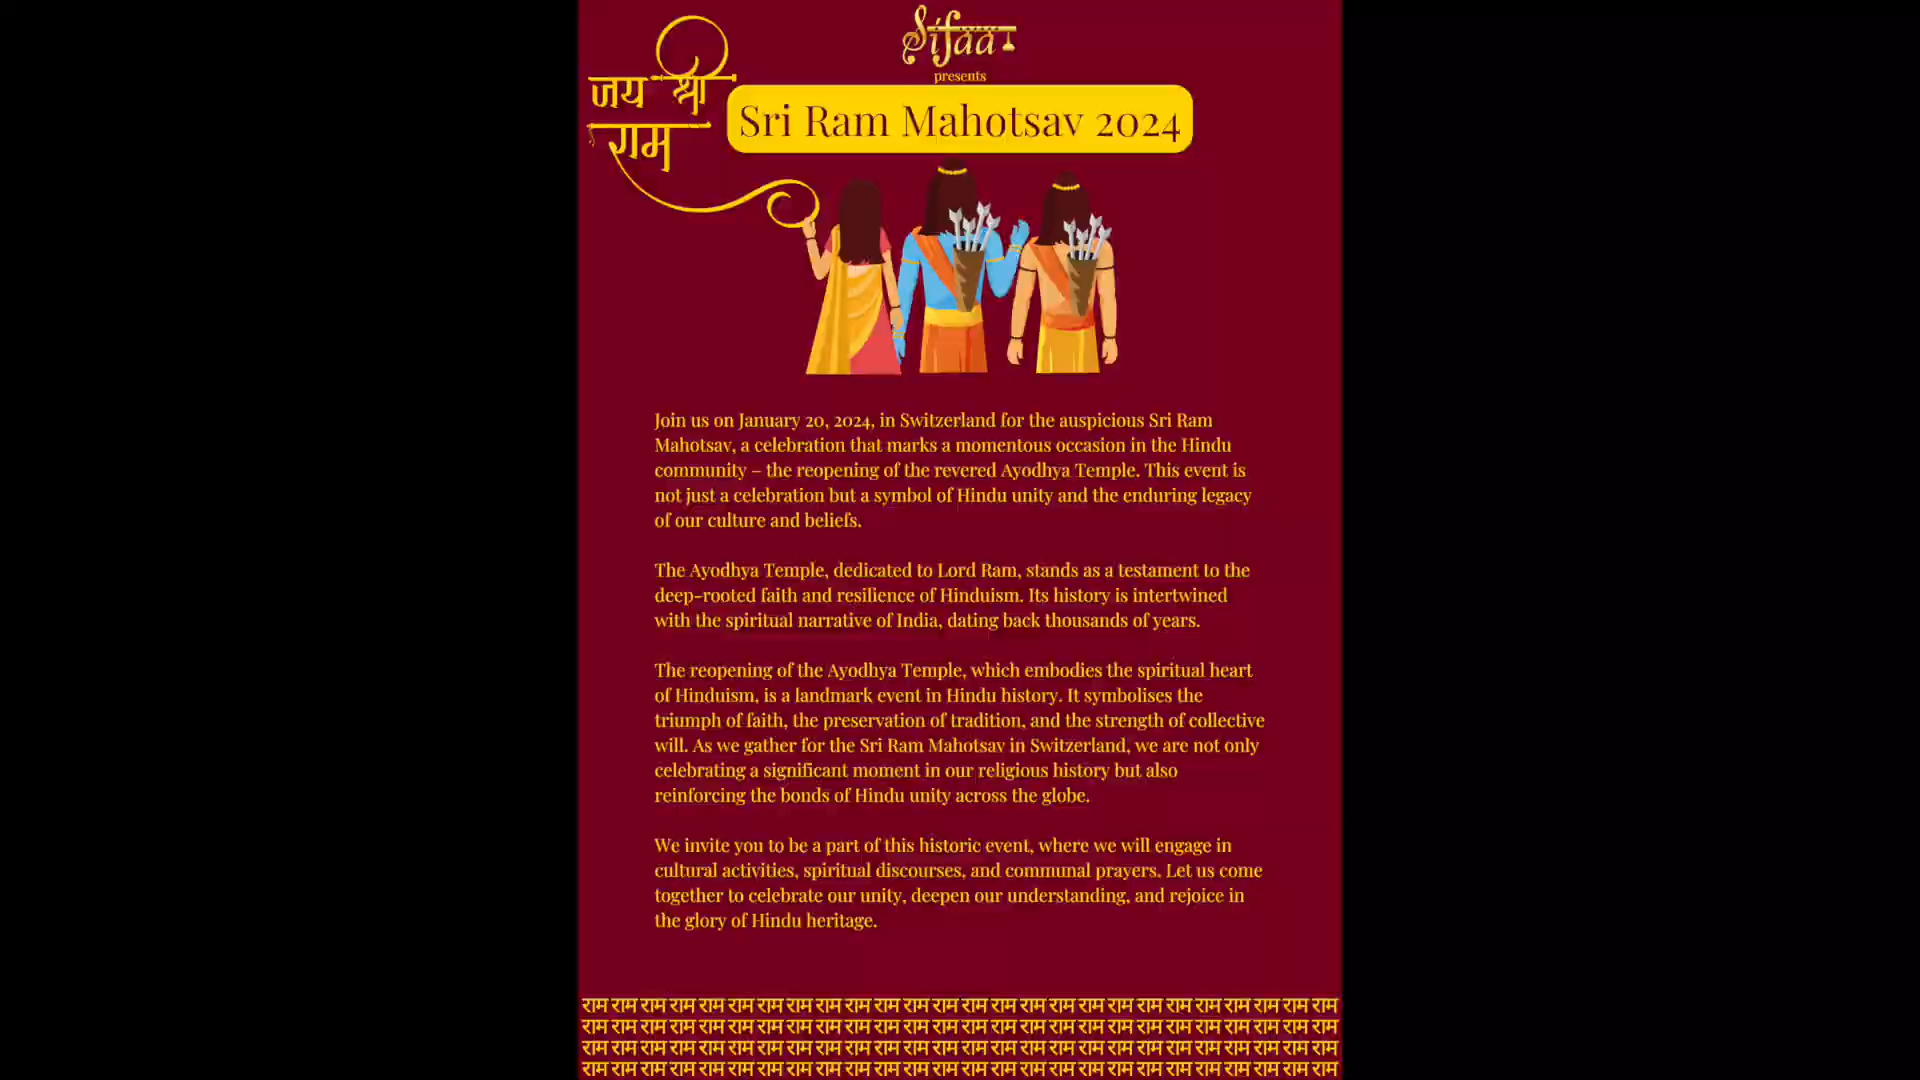 Sifaa
presents
जय श्री
राम
Sri Ram Mahotsav 2024
Join us on January 20, 2024, in Switzerland for the auspicious Sri Ram
Mahotsav, a celebration that marks a momentous occasion in the Hindu
community – the reopening of the revered Ayodhya Temple. This event is
not just a celebration but a symbol of Hindu unity and the enduring legacy
of our culture and beliefs.
The Ayodhya Temple, dedicated to Lord Ram, stands as a testament to the
deep-rooted faith and resilience of Hinduism. Its history is intertwined
with the spiritual narrative of India, dating back thousands of years.
The reopening of the Ayodhya Temple, which embodies the spiritual heart
of Hinduism, is a landmark event in Hindu history. It symbolises the
triumph of faith, the preservation of tradition, and the strength of collective
will. As we gather for the Sri Ram Mahotsav in Switzerland, we are not only
celebrating a significant moment in our religious history but also
reinforcing the bonds of Hindu unity across the globe.
We invite you to be a part of this historic event, where we will engage in
cultural activities, spiritual discourses, and communal prayers. Let us come
together to celebrate our unity, deepen our understanding, and rejoice in
the glory of Hindu heritage.
राम राम राम राम राम राम राम राम राम राम राम राम राम राम राम राम राम राम राम राम राम राम राम राम राम राम
राम राम राम राम राम राम राम राम राम राम राम राम राम राम राम राम राम राम राम राम राम राम राम राम राम राम
राम राम राम राम राम राम राम राम राम राम राम राम राम राम राम राम राम राम राम राम राम राम राम राम राम राम
राम राम राम राम राम राम राम राम राम राम राम राम राम राम राम राम राम राम राम राम राम राम राम राम राम राम